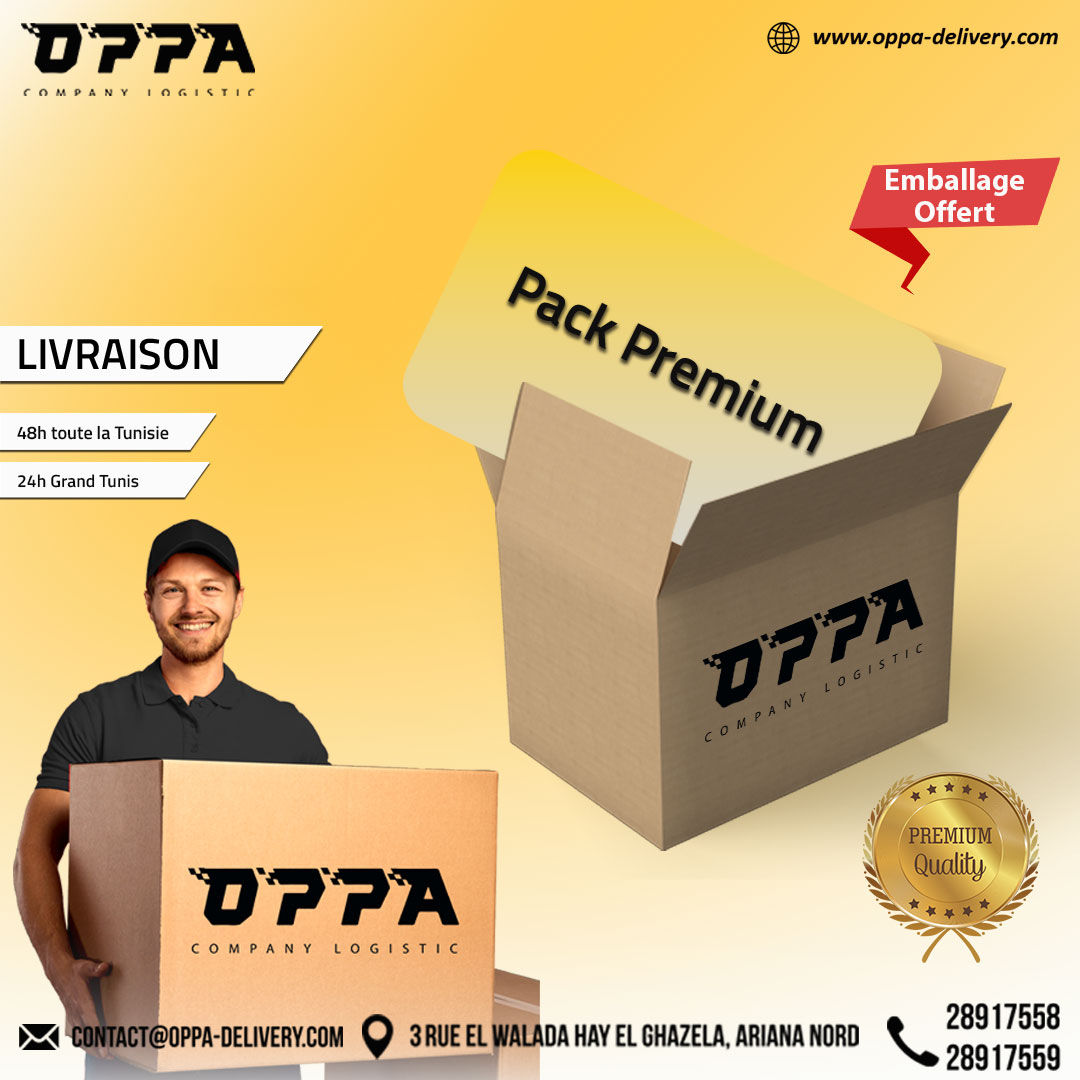 OPPA
COMPANY LOGISTIC
www.oppa-delivery.com
Emballage
Offert
Pack Premium
LIVRAISON
48h toute la Tunisie
24h Grand Tunis
OPPA
COMPANY LOGISTIC
PREMIUM
Quality
OPPA
COMPANY LOGISTIC
CONTACT@OPPA-DELIVERY.COM
3 RUE EL WALADA HAY EL GHAZELA, ARIANA NORD
28917558
28917559